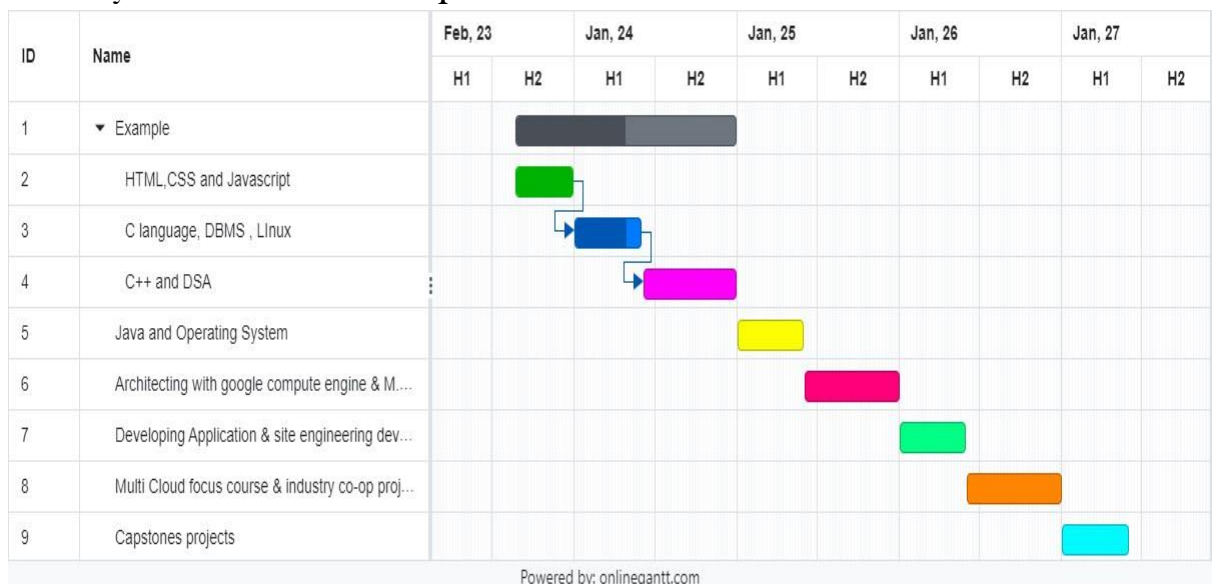 ID Name Feb, 23 Jan, 24 Jan, 25 Jan, 26 Jan, 27
H1 H2 H1 H2 H1 H2 H1 H2 H1 H2
1 Example
2 HTML,CSS and Javascript
3 C language, DBMS , LInux
4 C++ and DSA
5 Java and Operating System
6 Architecting with google compute engine & M....
7 Developing Application & site engineering dev...
8 Multi Cloud focus course & industry co-op proj...
9 Capstones projects
Powered by: onlinegantt.com